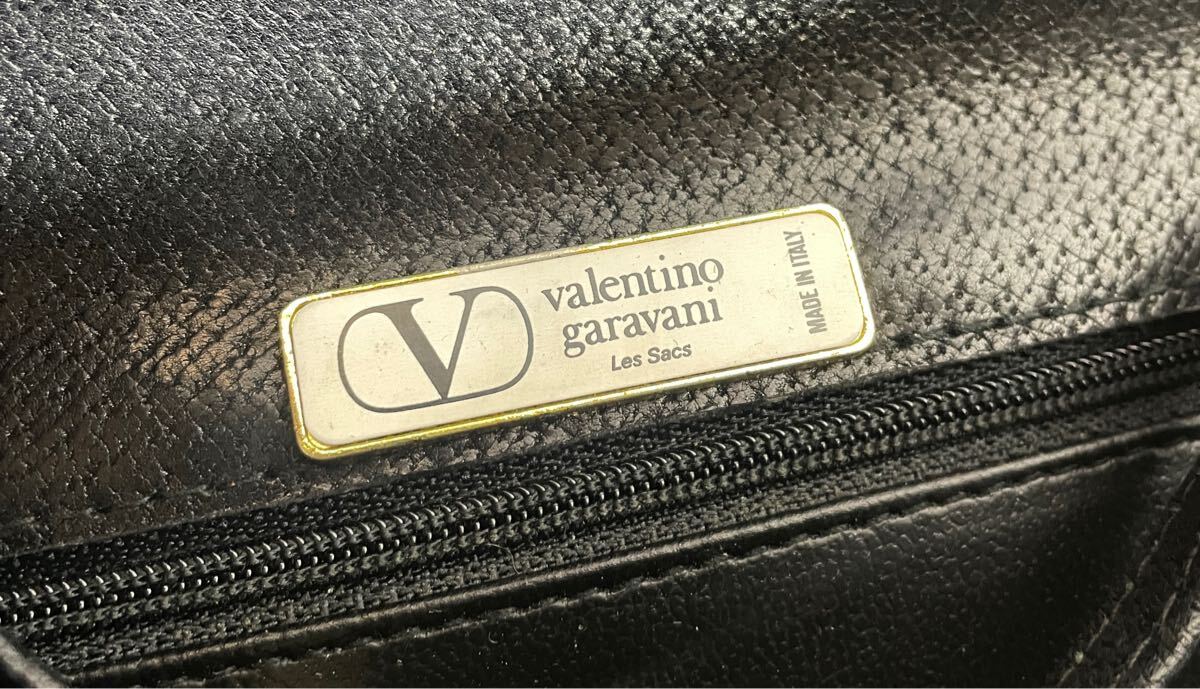 V
valentino
garavani
Les Sacs
MADE IN ITALY